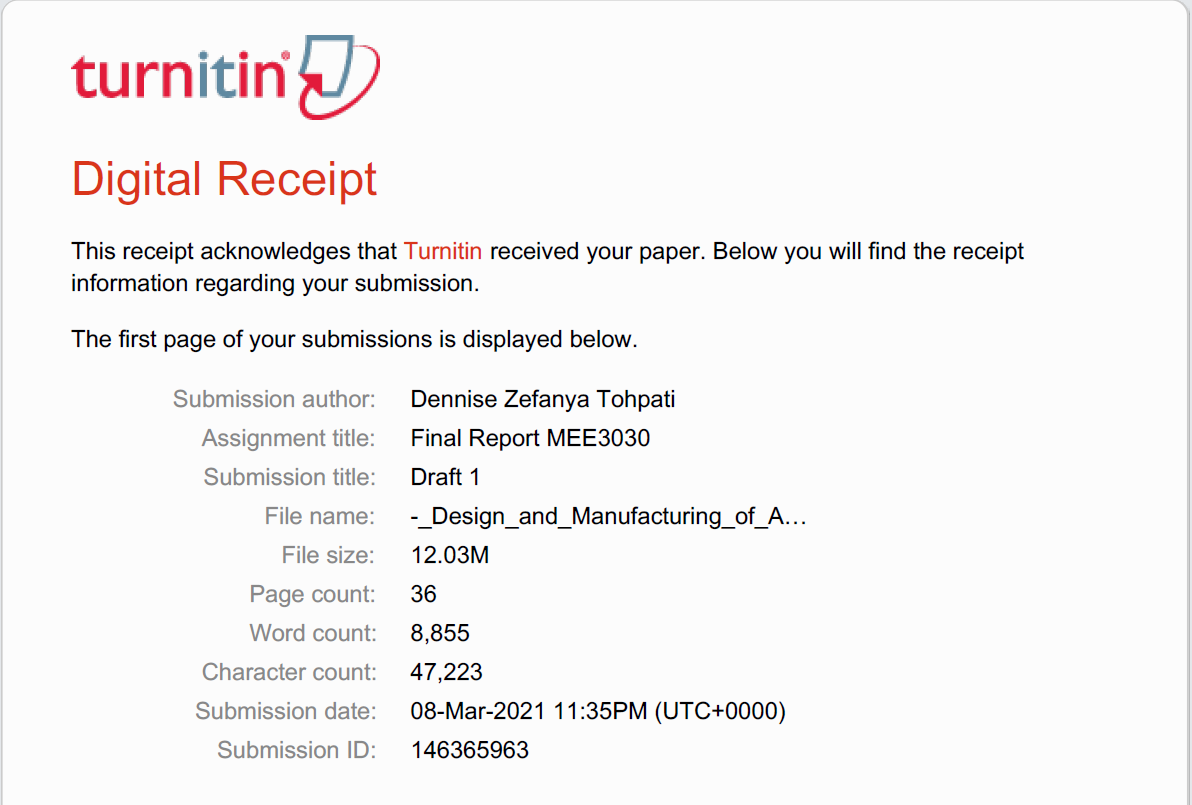 turnitin®
Digital Receipt
This receipt acknowledges that Turnitin received your paper. Below you will find the receipt
information regarding your submission.
The first page of your submissions is displayed below.
Submission author: Dennise Zefanya Tohpati
Assignment title: Final Report MEE3030
Submission title: Draft 1
File name: -_Design_and_Manufacturing_of_A…
File size: 12.03M
Page count: 36
Word count: 8,855
Character count: 47,223
Submission date: 08-Mar-2021 11:35PM (UTC+0000)
Submission ID: 146365963